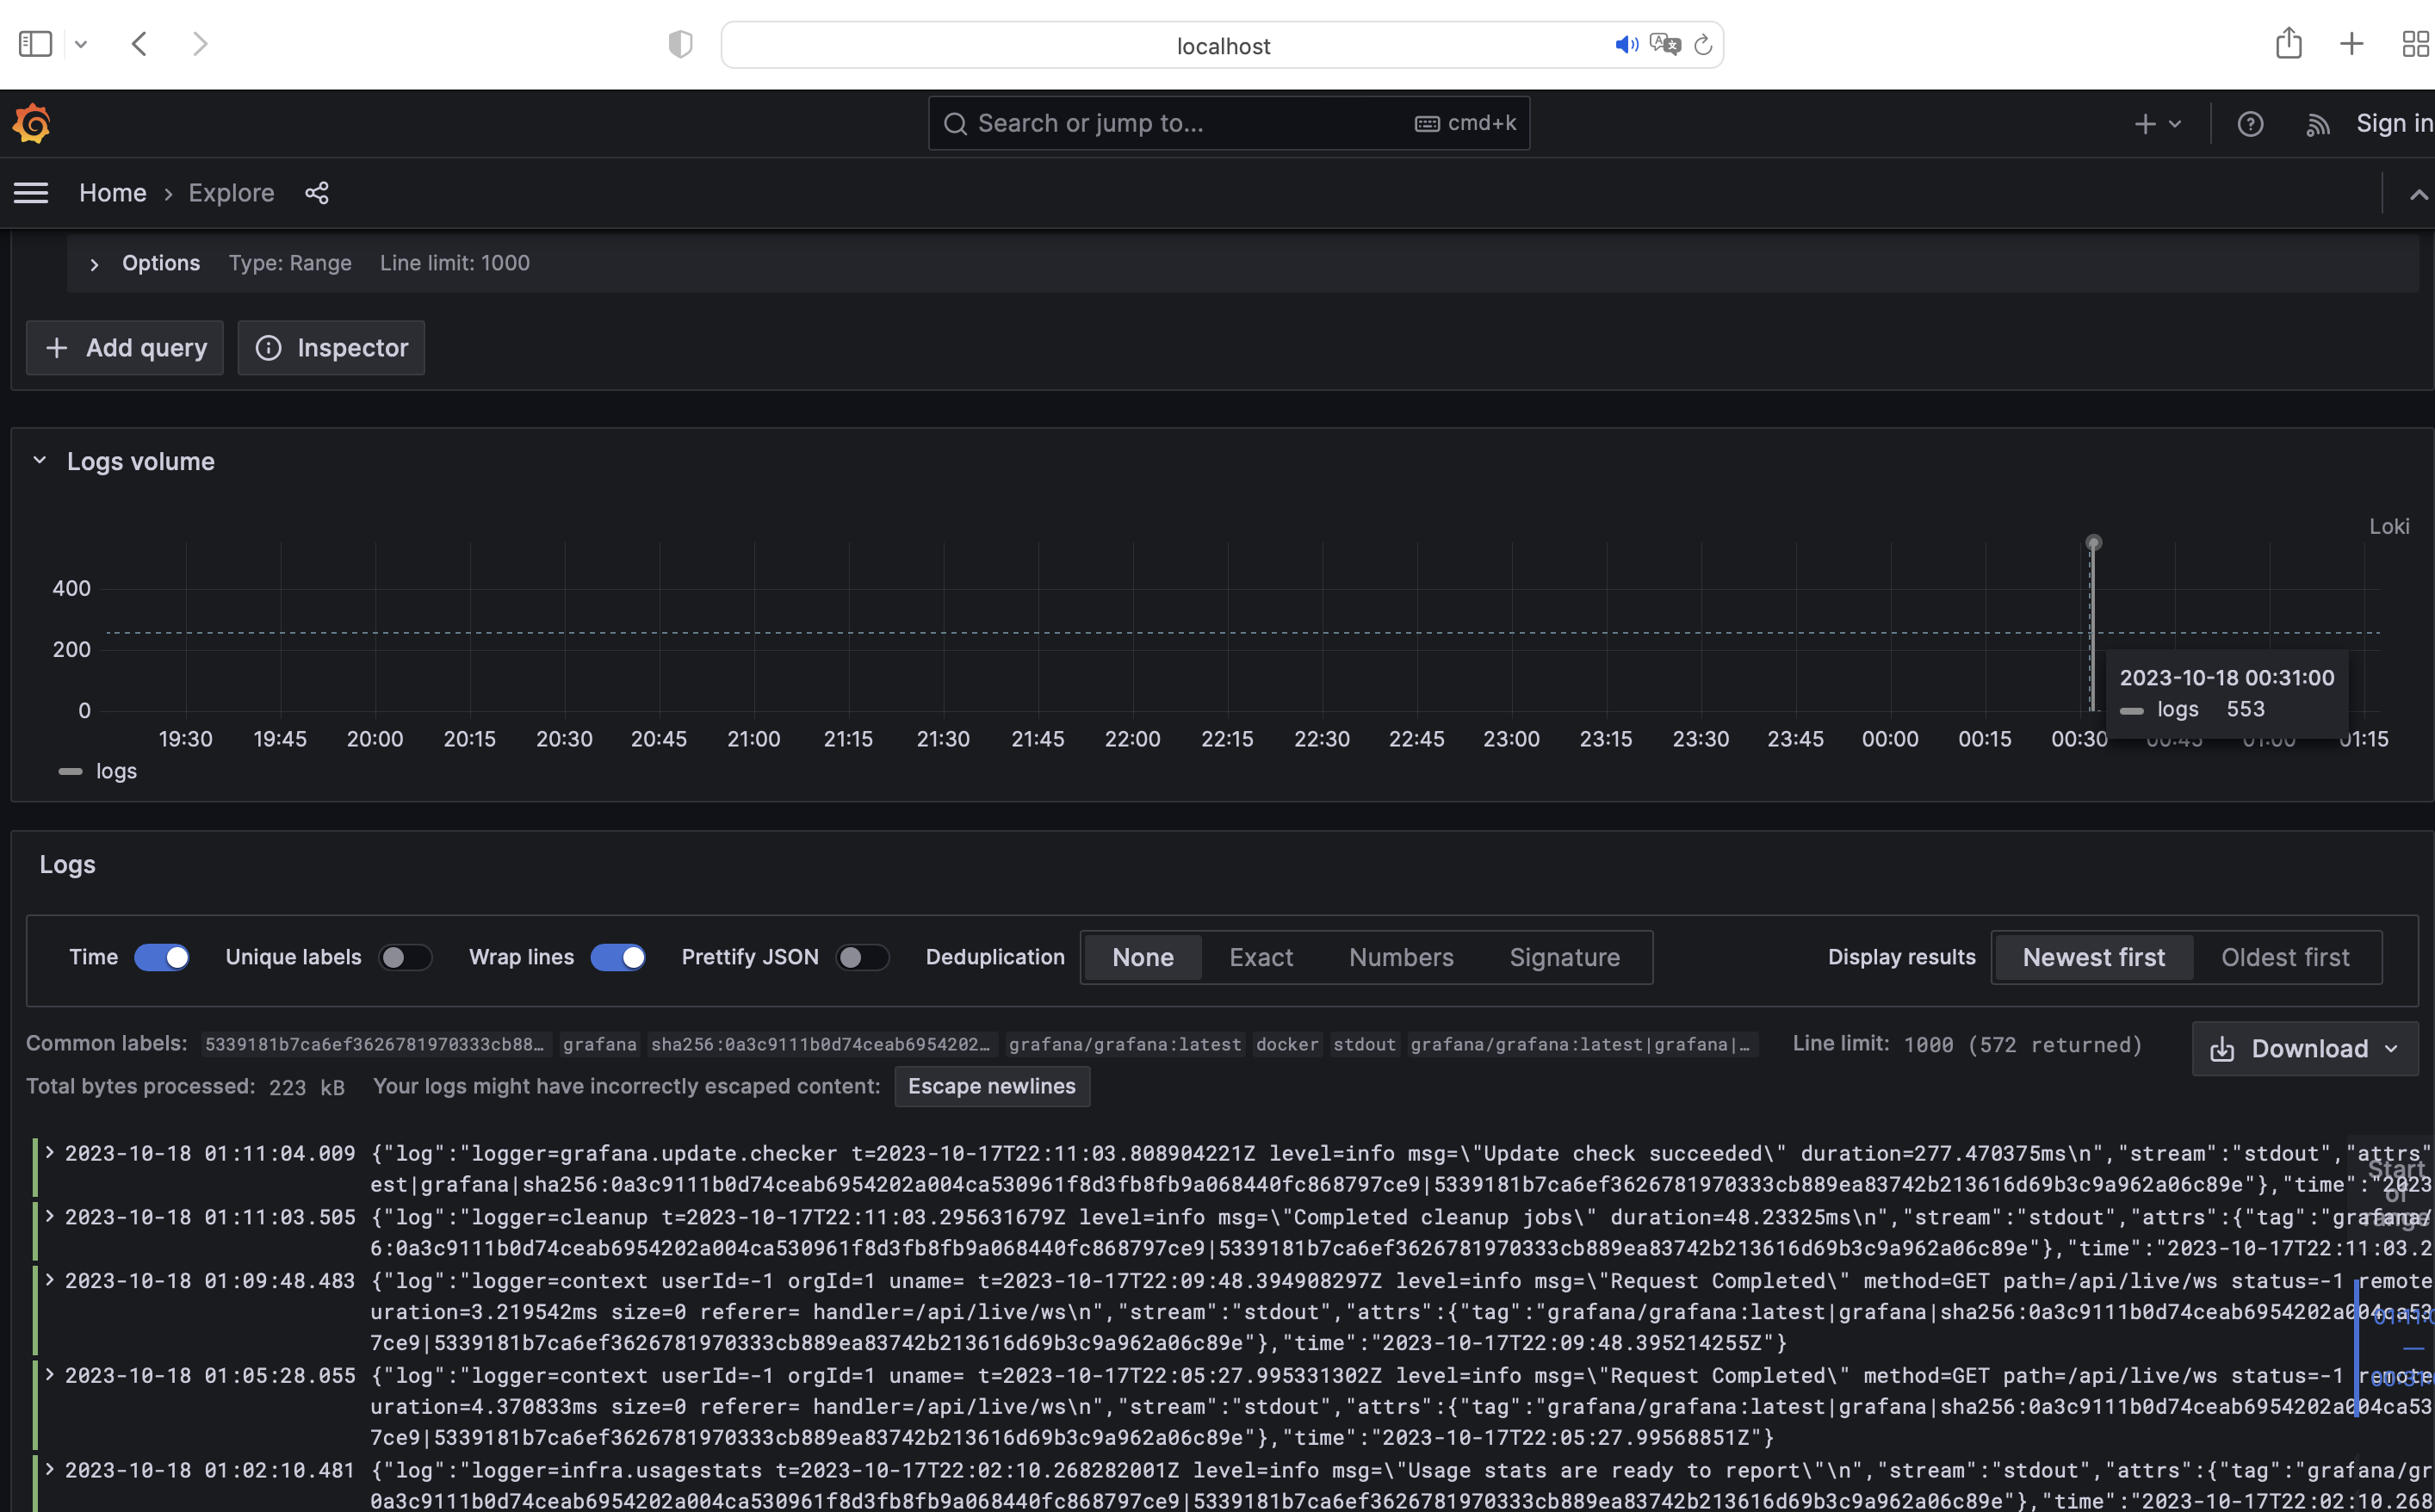 localhost
Search or jump to...
cmd+k
Sign in
Home › Explore
Options Type: Range Line limit: 1000
+ Add query
Inspector
Logs volume
Loki
400
200
0
2023-10-18 00:31:00
logs 553
19:30 19:45 20:00 20:15 20:30 20:45 21:00 21:15 21:30 21:45 22:00 22:15 22:30 22:45 23:00 23:15 23:30 23:45 00:00 00:15 00:30 00:45 01:00 01:15
logs
Logs
Time Unique labels Wrap lines Prettify JSON Deduplication None Exact Numbers Signature Display results Newest first Oldest first
Common labels: 5339181b7ca6ef3626781970333cb88… grafana sha256:0a3c9111b0d74ceab6954202… grafana/grafana:latest docker stdout grafana/grafana:latest|grafana|… Line limit: 1000 (572 returned)
Download
Total bytes processed: 223 kB Your logs might have incorrectly escaped content: Escape newlines
2023-10-18 01:11:04.009 {"log":"logger=grafana.update.checker t=2023-10-17T22:11:03.808904221Z level=info msg=\"Update check succeeded\" duration=277.470375ms\n","stream":"stdout","attrs"
est|grafana|sha256:0a3c9111b0d74ceab6954202a004ca530961f8d3fb8fb9a068440fc868797ce9|5339181b7ca6ef3626781970333cb889ea83742b213616d69b3c9a962a06c89e"},"time":"2023
Start of range
2023-10-18 01:11:03.505 {"log":"logger=cleanup t=2023-10-17T22:11:03.295631679Z level=info msg=\"Completed cleanup jobs\" duration=48.23325ms\n","stream":"stdout","attrs":{"tag":"grafana/
6:0a3c9111b0d74ceab6954202a004ca530961f8d3fb8fb9a068440fc868797ce9|5339181b7ca6ef3626781970333cb889ea83742b213616d69b3c9a962a06c89e"},"time":"2023-10-17T22:11:03.2
2023-10-18 01:09:48.483 {"log":"logger=context userId=-1 orgId=1 uname= t=2023-10-17T22:09:48.394908297Z level=info msg=\"Request Completed\" method=GET path=/api/live/ws status=-1 remote
uration=3.219542ms size=0 referer= handler=/api/live/ws\n","stream":"stdout","attrs":{"tag":"grafana/grafana:latest|grafana|sha256:0a3c9111b0d74ceab6954202a004ca53
7ce9|5339181b7ca6ef3626781970333cb889ea83742b213616d69b3c9a962a06c89e"},"time":"2023-10-17T22:09:48.395214255Z"}
2023-10-18 01:05:28.055 {"log":"logger=context userId=-1 orgId=1 uname= t=2023-10-17T22:05:27.995331302Z level=info msg=\"Request Completed\" method=GET path=/api/live/ws status=-1 remote
uration=4.370833ms size=0 referer= handler=/api/live/ws\n","stream":"stdout","attrs":{"tag":"grafana/grafana:latest|grafana|sha256:0a3c9111b0d74ceab6954202a004ca53
7ce9|5339181b7ca6ef3626781970333cb889ea83742b213616d69b3c9a962a06c89e"},"time":"2023-10-17T22:05:27.99568851Z"}
2023-10-18 01:02:10.481 {"log":"logger=infra.usagestats t=2023-10-17T22:02:10.268282001Z level=info msg=\"Usage stats are ready to report\"\n","stream":"stdout","attrs":{"tag":"grafana/gr
0a3c9111b0d74ceab6954202a004ca530961f8d3fb8fb9a068440fc868797ce9|5339181b7ca6ef3626781970333cb889ea83742b213616d69b3c9a962a06c89e"},"time":"2023-10-17T22:02:10.268